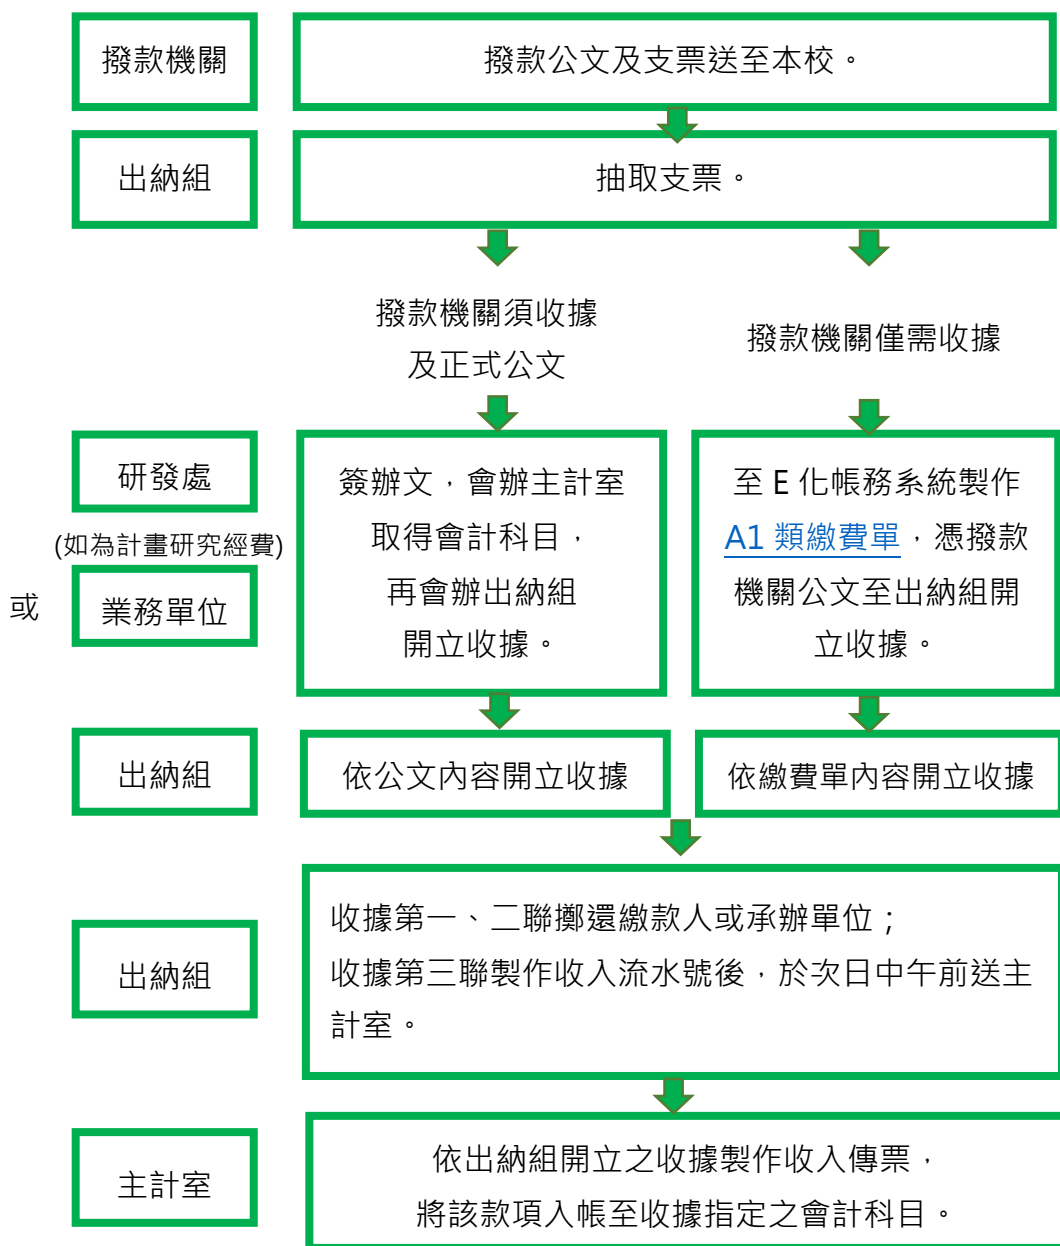 撥款機關
撥款公文及支票送至本校。
出納組
抽取支票。
撥款機關須收據
及正式公文
撥款機關僅需收據
研發處
(如為計畫研究經費)
或
業務單位
簽辦文，會辦主計室
取得會計科目，
再會辦出納組
開立收據。
至 E 化帳務系統製作
A1 類繳費單，憑撥款
機關公文至出納組開
立收據。
出納組
依公文內容開立收據
依繳費單內容開立收據
出納組
收據第一、二聯擲還繳款人或承辦單位；
收據第三聯製作收入流水號後，於次日中午前送主
計室。
主計室
依出納組開立之收據製作收入傳票，
將該款項入帳至收據指定之會計科目。